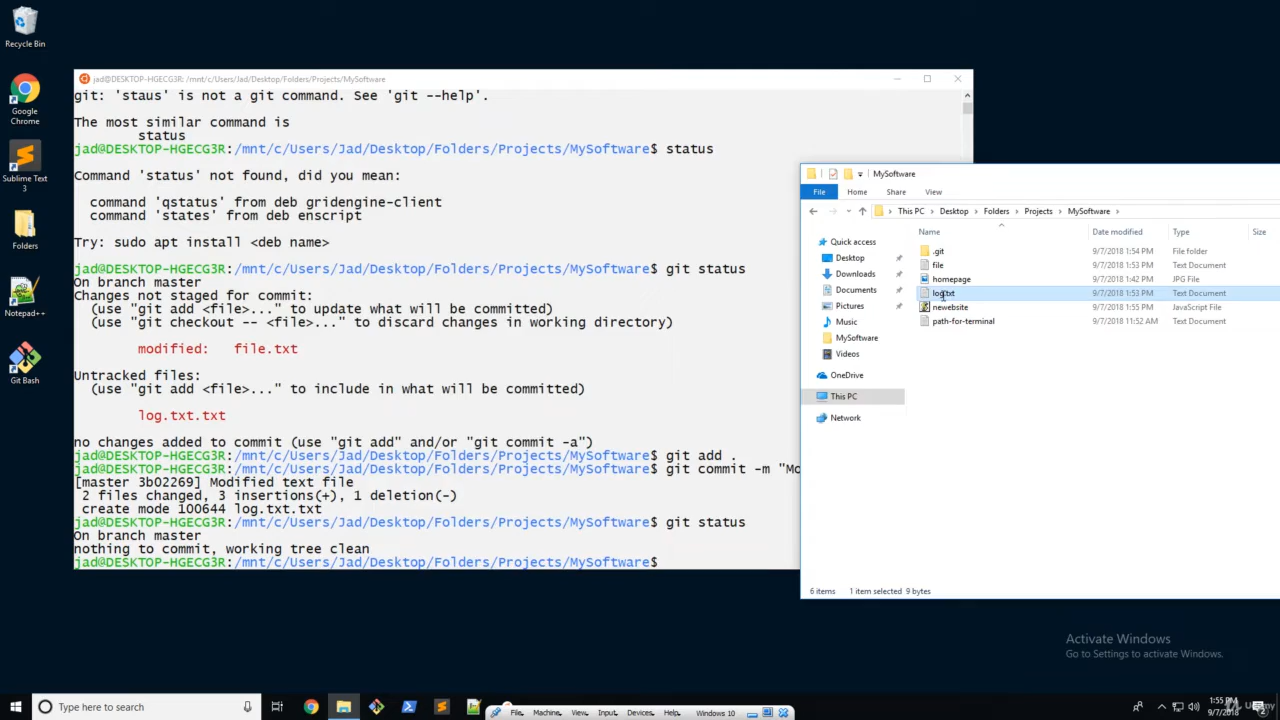 Recycle Bin
Google
Chrome
Sublime Text
3
Folders
Notepad++
Git Bash
jad@DESKTOP-HGECG3R: /mnt/c/Users/Jad/Desktop/Folders/Projects/MySoftware
git: 'staus' is not a git command. See 'git --help'.
The most similar command is
status
jad@DESKTOP-HGECG3R:/mnt/c/Users/Jad/Desktop/Folders/Projects/MySoftware$ status
Command 'status' not found, did you mean:
command 'qstatus' from deb gridengine-client
command 'states' from deb enscript
Try: sudo apt install <deb name>
jad@DESKTOP-HGECG3R:/mnt/c/Users/Jad/Desktop/Folders/Projects/MySoftware$ git status
On branch master
Changes not staged for commit:
(use "git add <file>..." to update what will be committed)
(use "git checkout -- <file>..." to discard changes in working directory)
modified:   file.txt
Untracked files:
(use "git add <file>..." to include in what will be committed)
log.txt.txt
no changes added to commit (use "git add" and/or "git commit -a")
jad@DESKTOP-HGECG3R:/mnt/c/Users/Jad/Desktop/Folders/Projects/MySoftware$ git add .
jad@DESKTOP-HGECG3R:/mnt/c/Users/Jad/Desktop/Folders/Projects/MySoftware$ git commit -m "Mo
[master 3b02269] Modified text file
2 files changed, 3 insertions(+), 1 deletion(-)
create mode 100644 log.txt.txt
jad@DESKTOP-HGECG3R:/mnt/c/Users/Jad/Desktop/Folders/Projects/MySoftware$ git status
On branch master
nothing to commit, working tree clean
jad@DESKTOP-HGECG3R:/mnt/c/Users/Jad/Desktop/Folders/Projects/MySoftware$
MySoftware
File Home Share View
This PC > Desktop > Folders > Projects > MySoftware >
Name Date modified Type Size
.git 9/7/2018 1:54 PM File folder
file 9/7/2018 1:53 PM Text Document
homepage 9/7/2018 1:42 PM JPG File
log.txt 9/7/2018 1:53 PM Text Document
newebsite 9/7/2018 1:55 PM JavaScript File
path-for-terminal 9/7/2018 11:52 AM Text Document
Quick access
Desktop
Downloads
Documents
Pictures
Music
MySoftware
Videos
OneDrive
This PC
Network
6 items 1 item selected 9 bytes
Activate Windows
Go to Settings to activate Windows.
Type here to search
File Machine View Input Devices Help Windows 10
1:55 PM
9/7/2018
2
Udemy